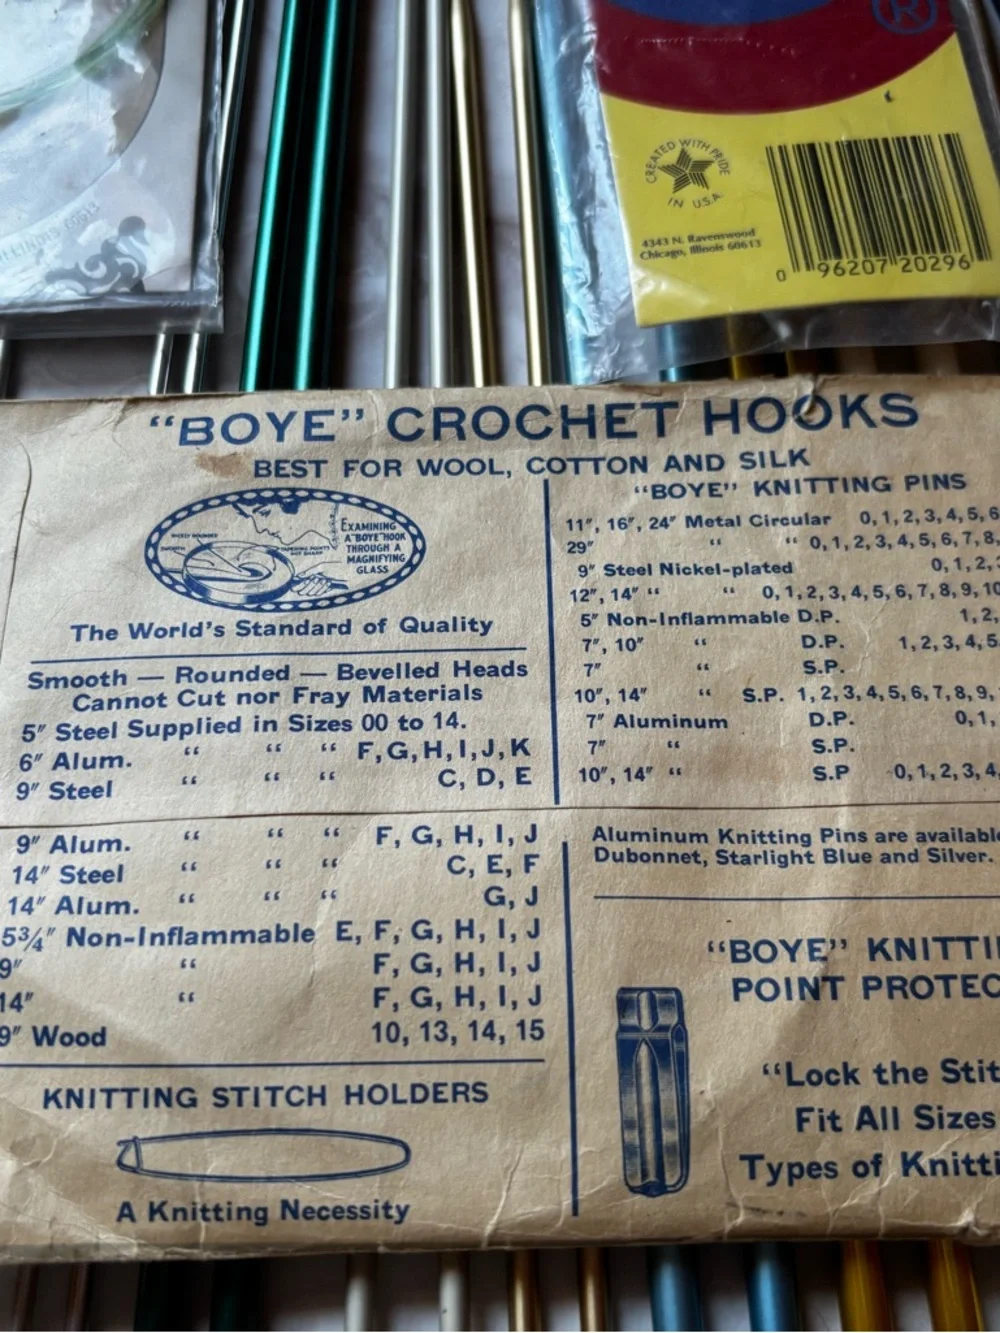 60613
®
CREATED WITH PRIDE
IN U.S.A.
4343 N. Ravenswood
Chicago, Illinois 60613
0 96207 20296
“BOYE” CROCHET HOOKS
BEST FOR WOOL, COTTON AND SILK
EXAMINING
A "BOYE" HOOK
THROUGH A
MAGNIFYING
GLASS
The World's Standard of Quality
Smooth — Rounded — Bevelled Heads
Cannot Cut nor Fray Materials
5″ Steel Supplied in Sizes 00 to 14.
6″ Alum. “ “ “ F, G, H, I, J, K
9″ Steel “ “ “ C, D, E
9″ Alum. “ “ “ F, G, H, I, J
14″ Steel “ “ “ C, E, F
14″ Alum. “ “ “ G, J
5¾″ Non-Inflammable E, F, G, H, I, J
9″ “ F, G, H, I, J
14″ “ F, G, H, I, J
9″ Wood 10, 13, 14, 15
KNITTING STITCH HOLDERS
A Knitting Necessity
“BOYE” KNITTING PINS
11″, 16″, 24″ Metal Circular 0, 1, 2, 3, 4, 5, 6
29″ “ “ 0, 1, 2, 3, 4, 5, 6, 7, 8,
9″ Steel Nickel-plated 0, 1, 2, 3
12″, 14″ “ “ 0, 1, 2, 3, 4, 5, 6, 7, 8, 9, 10
5″ Non-Inflammable D.P. 1, 2,
7″, 10″ “ D.P. 1, 2, 3, 4, 5
7″ “ S.P.
10″, 14″ “ S.P. 1, 2, 3, 4, 5, 6, 7, 8, 9,
7″ Aluminum D.P. 0, 1,
7″ “ S.P.
10″, 14″ “ S.P 0, 1, 2, 3, 4,
Aluminum Knitting Pins are available
Dubonnet, Starlight Blue and Silver.
“BOYE” KNITTI
POINT PROTEC
“Lock the Stit
Fit All Sizes
Types of Knitti